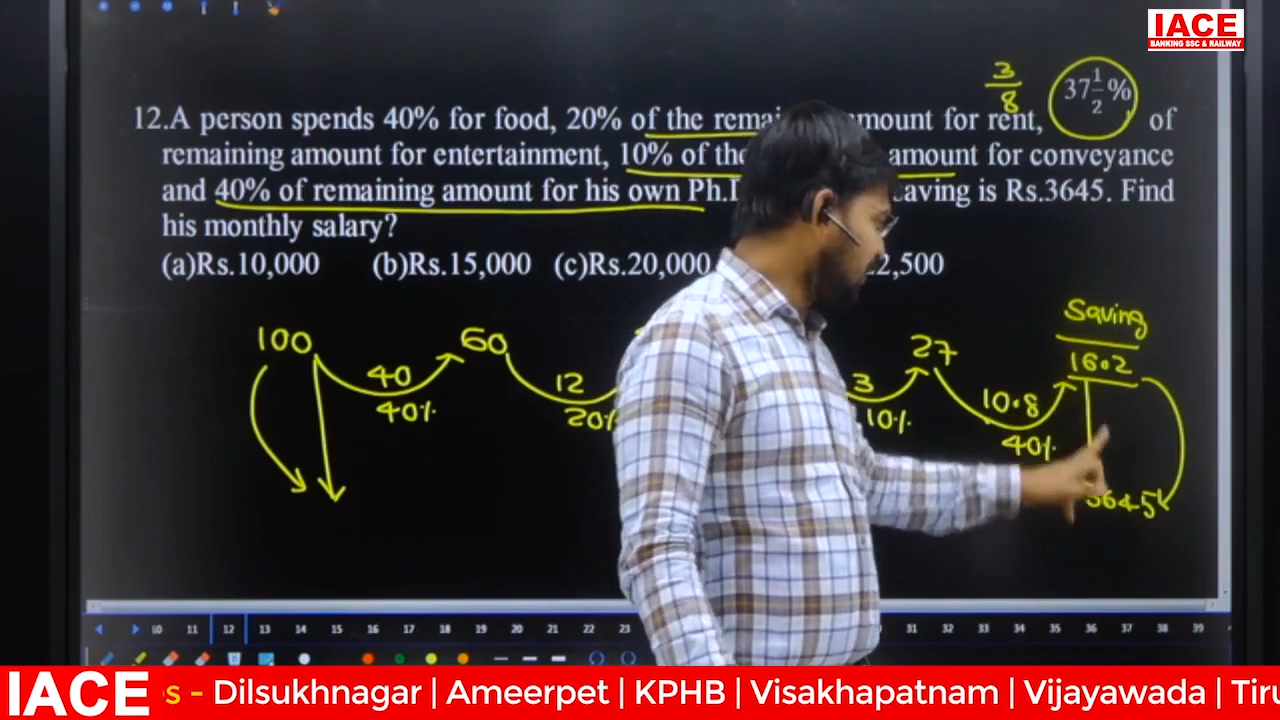 IACE
BANKING SSC & RAILWAY
3
8
37 1/2 %
12.A person spends 40% for food, 20% of the amount for rent, of
remaining amount for entertainment, 10% of the amount for conveyance
and 40% of remaining amount for his own is Rs.3645. Find
his monthly salary?
(a)Rs.10,000 (b)Rs.15,000 (c)Rs.20,000
Saving
100 60 27 16.2
40 12 3 10.8
40% 20% 10% 40%
3645
10 11 12 13 14 15 16 17 18 19 20 21 22 23 31 32 33 34 35 36 37 38 39
IACE s - Dilsukhnagar | Ameerpet | KPHB | Visakhapatnam | Vijayawada | Tiru